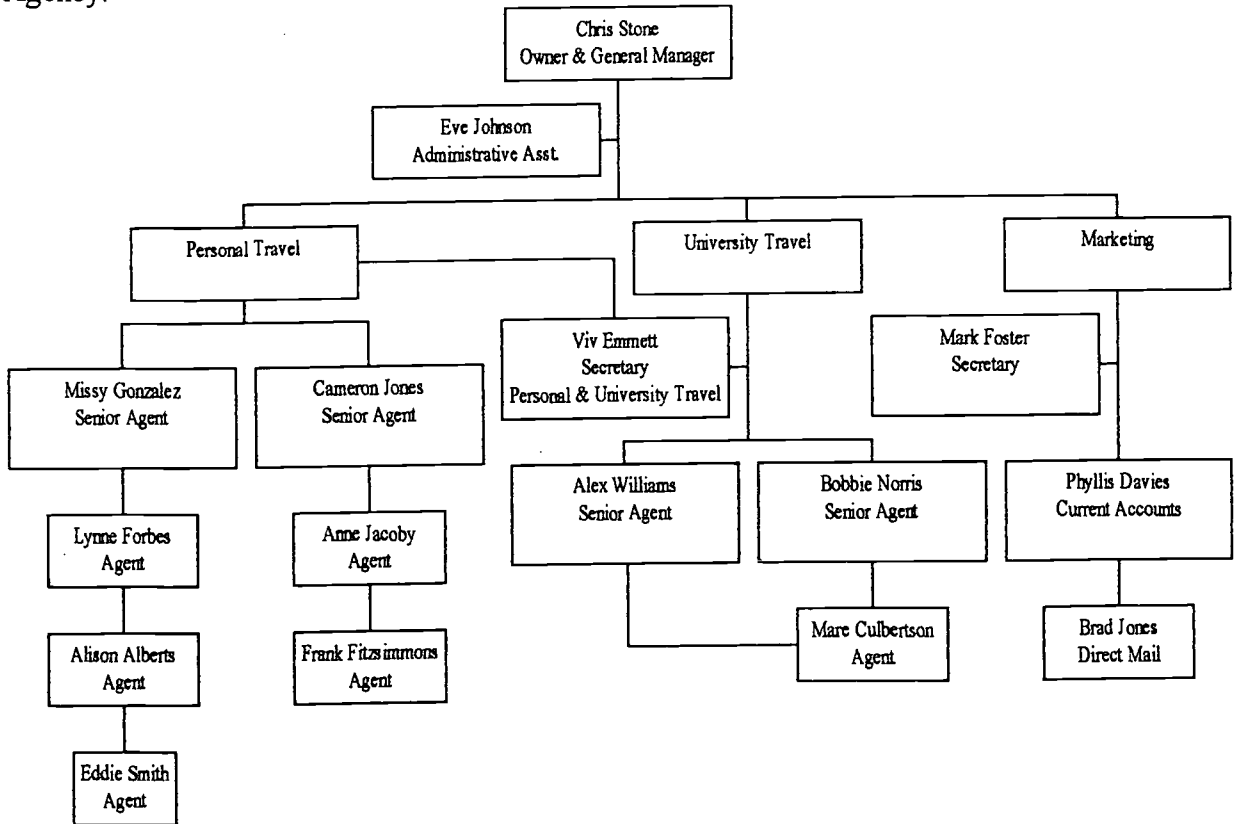 Agency.
Chris Stone
Owner & General Manager
Eve Johnson
Administrative Asst.
Personal Travel
University Travel
Marketing
Viv Emmett
Secretary
Personal & University Travel
Mark Foster
Secretary
Missy Gonzalez
Senior Agent
Cameron Jones
Senior Agent
Alex Williams
Senior Agent
Bobbie Norris
Senior Agent
Phyllis Davies
Current Accounts
Lynne Forbes
Agent
Anne Jacoby
Agent
Mare Culbertson
Agent
Brad Jones
Direct Mail
Alison Alberts
Agent
Frank Fitzsimmons
Agent
Eddie Smith
Agent